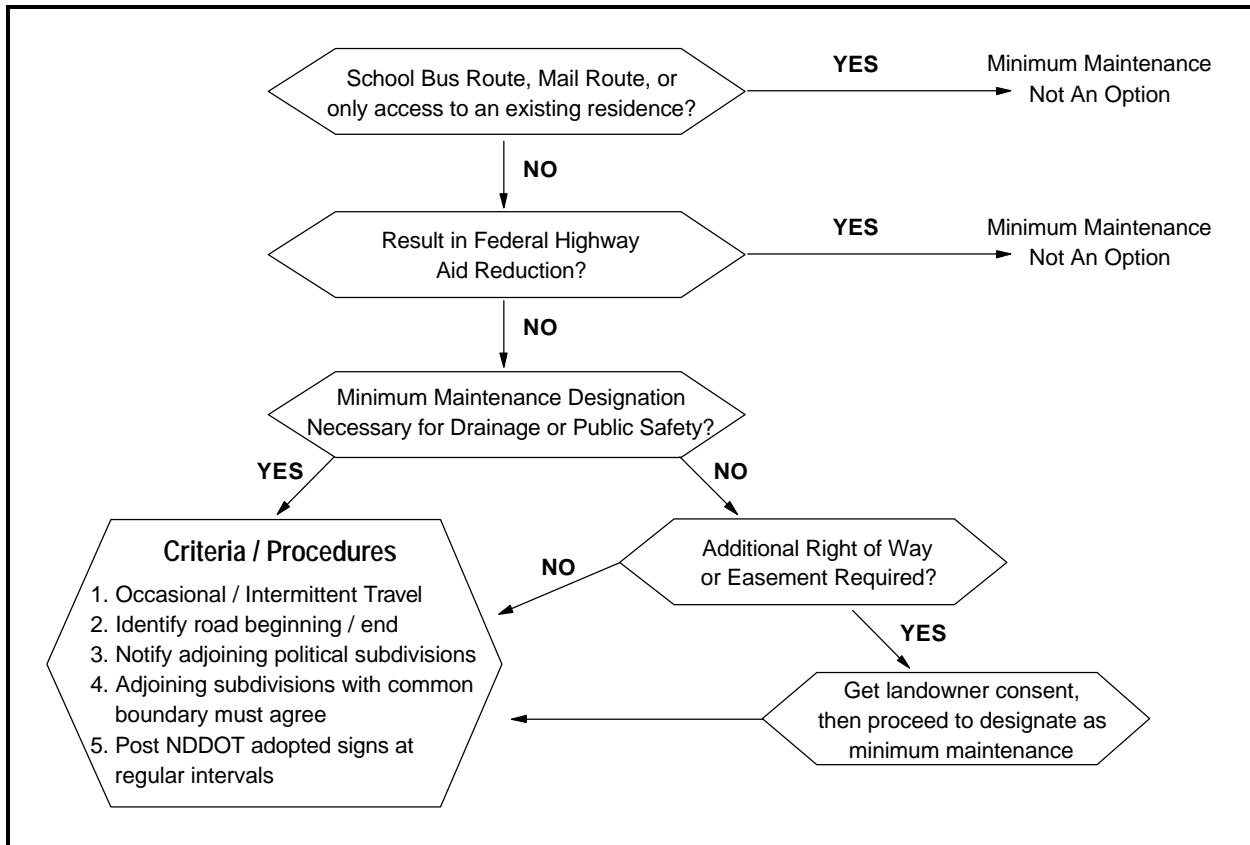 School Bus Route, Mail Route, or
only access to an existing residence?
YES
Minimum Maintenance
Not An Option
NO
Result in Federal Highway
Aid Reduction?
YES
Minimum Maintenance
Not An Option
NO
Minimum Maintenance Designation
Necessary for Drainage or Public Safety?
YES
NO
Criteria / Procedures
1. Occasional / Intermittent Travel
2. Identify road beginning / end
3. Notify adjoining political subdivisions
4. Adjoining subdivisions with common
boundary must agree
5. Post NDDOT adopted signs at
regular intervals
NO
Additional Right of Way
or Easement Required?
YES
Get landowner consent,
then proceed to designate as
minimum maintenance